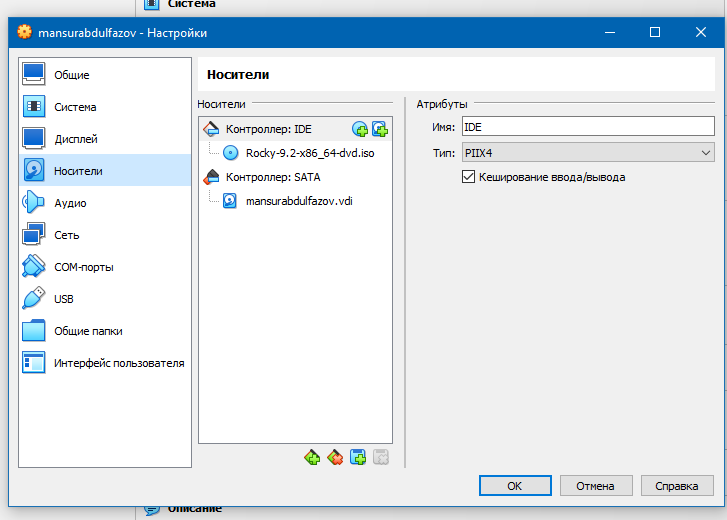 Система
mansurabdulfazov - Настройки
Общие
Система
Дисплей
Носители
Аудио
Сеть
COM-порты
USB
Общие папки
Интерфейс пользователя
Носители
Носители
Контроллер: IDE
Rocky-9.2-x86_64-dvd.iso
Контроллер: SATA
mansurabdulfazov.vdi
Атрибуты
Имя: IDE
Тип: PIIX4
Кеширование ввода/вывода
OK Отмена Справка
Описание